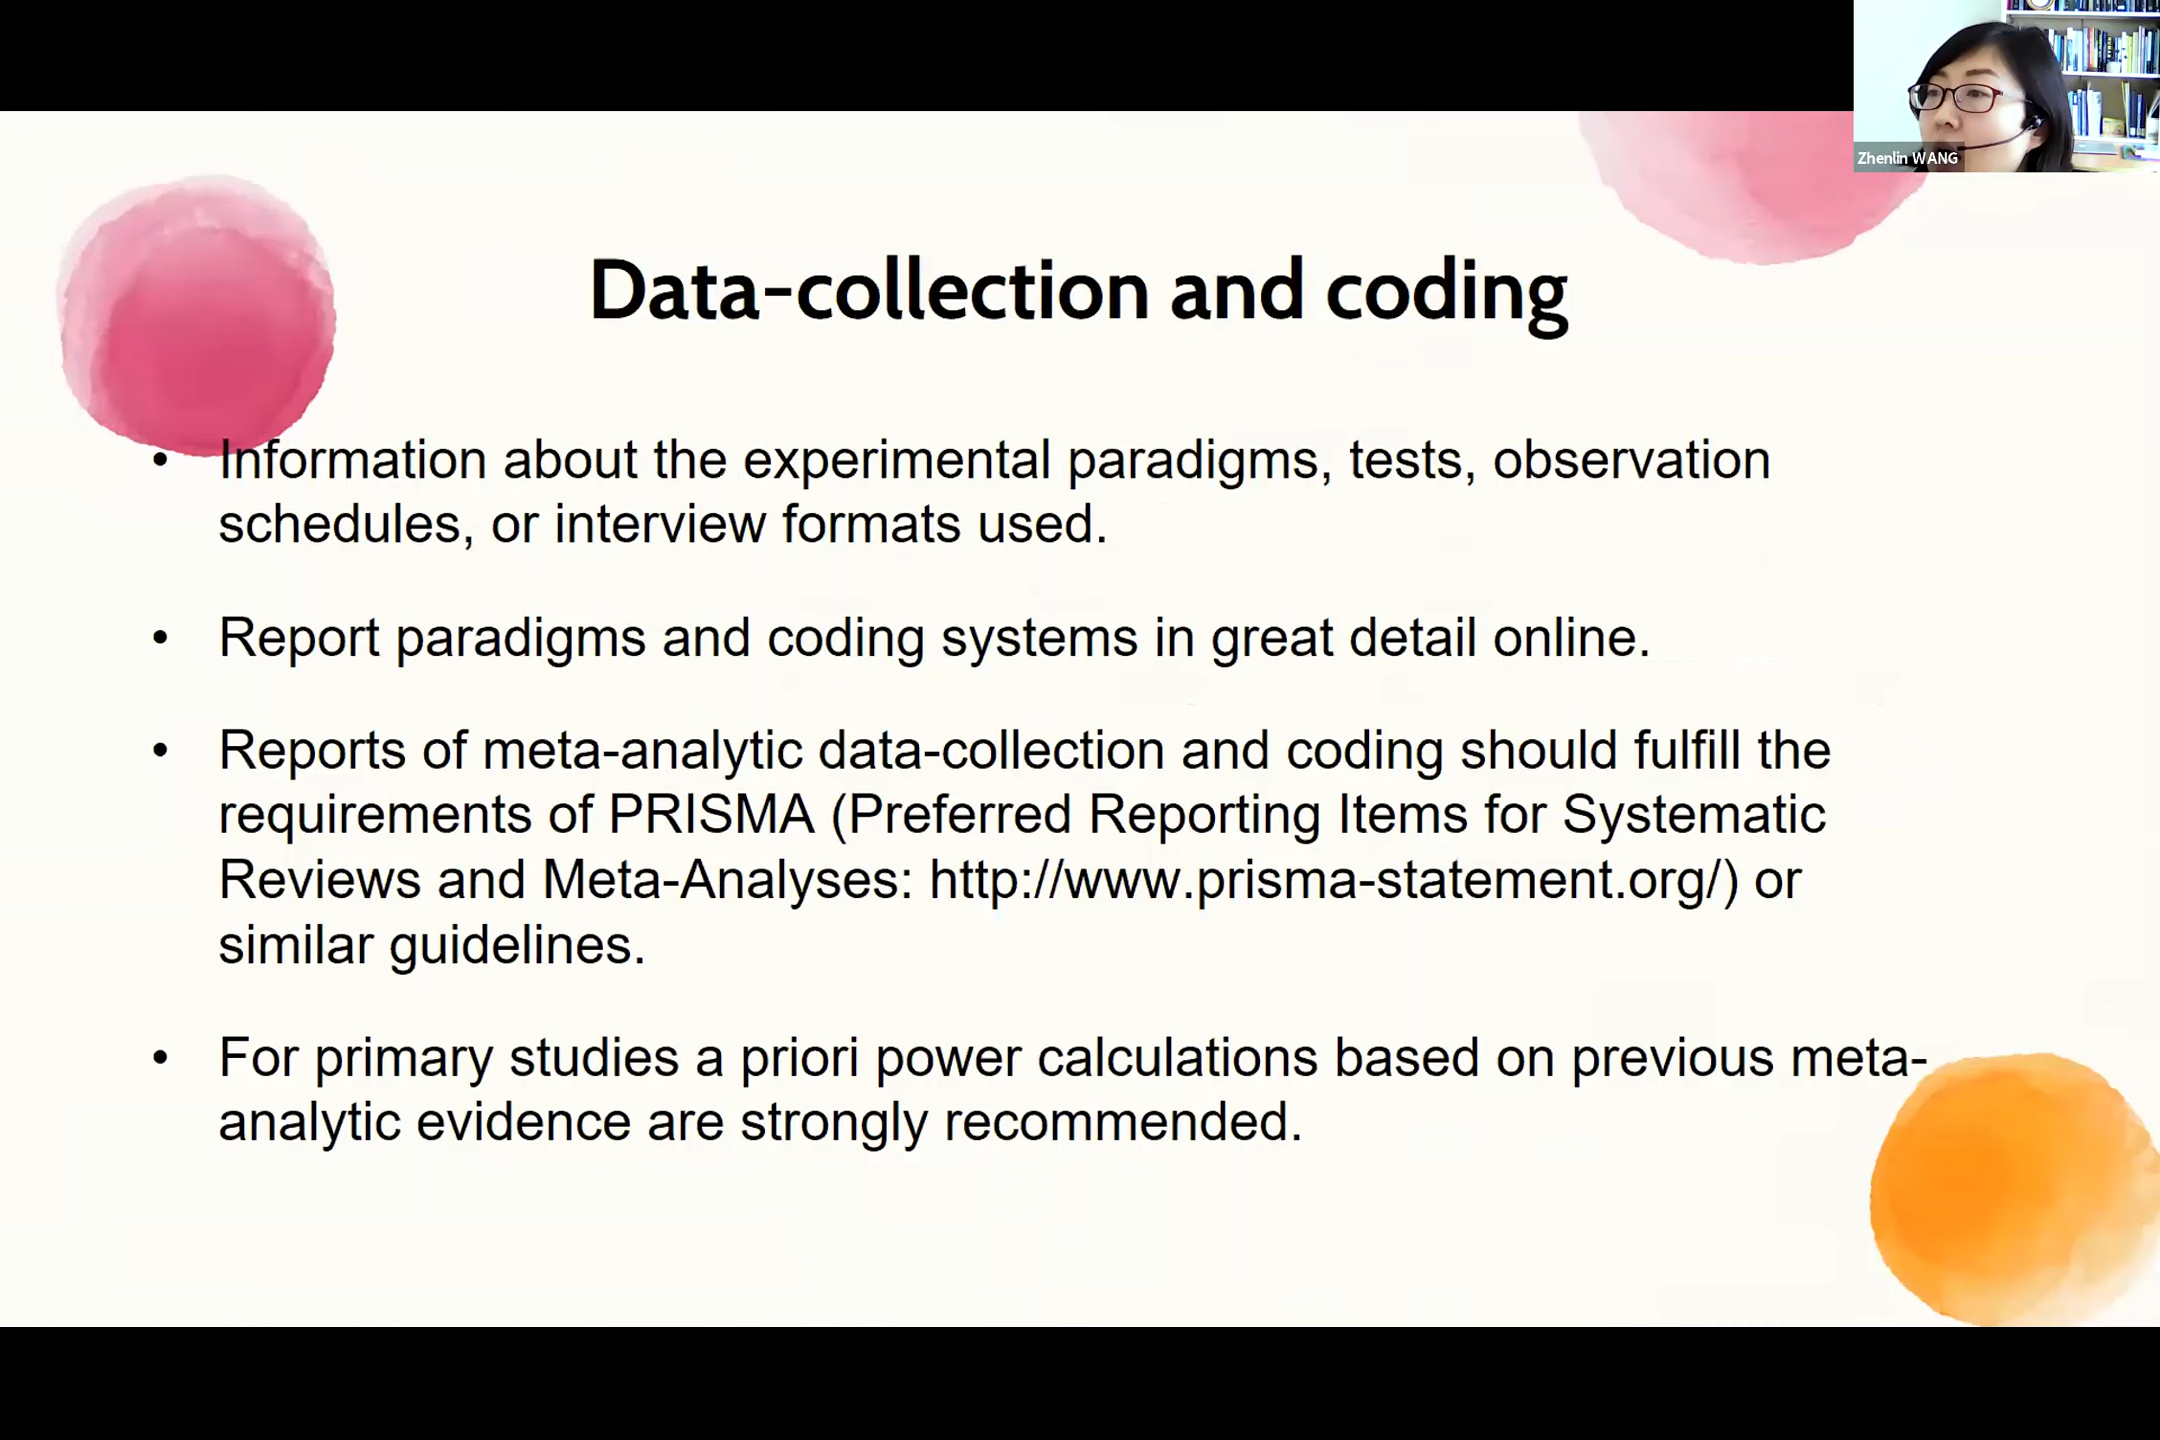 Zhenlin WANG
Data-collection and coding
• Information about the experimental paradigms, tests, observation
schedules, or interview formats used.
• Report paradigms and coding systems in great detail online.
• Reports of meta-analytic data-collection and coding should fulfill the
requirements of PRISMA (Preferred Reporting Items for Systematic
Reviews and Meta-Analyses: http://www.prisma-statement.org/) or
similar guidelines.
• For primary studies a priori power calculations based on previous meta-
analytic evidence are strongly recommended.